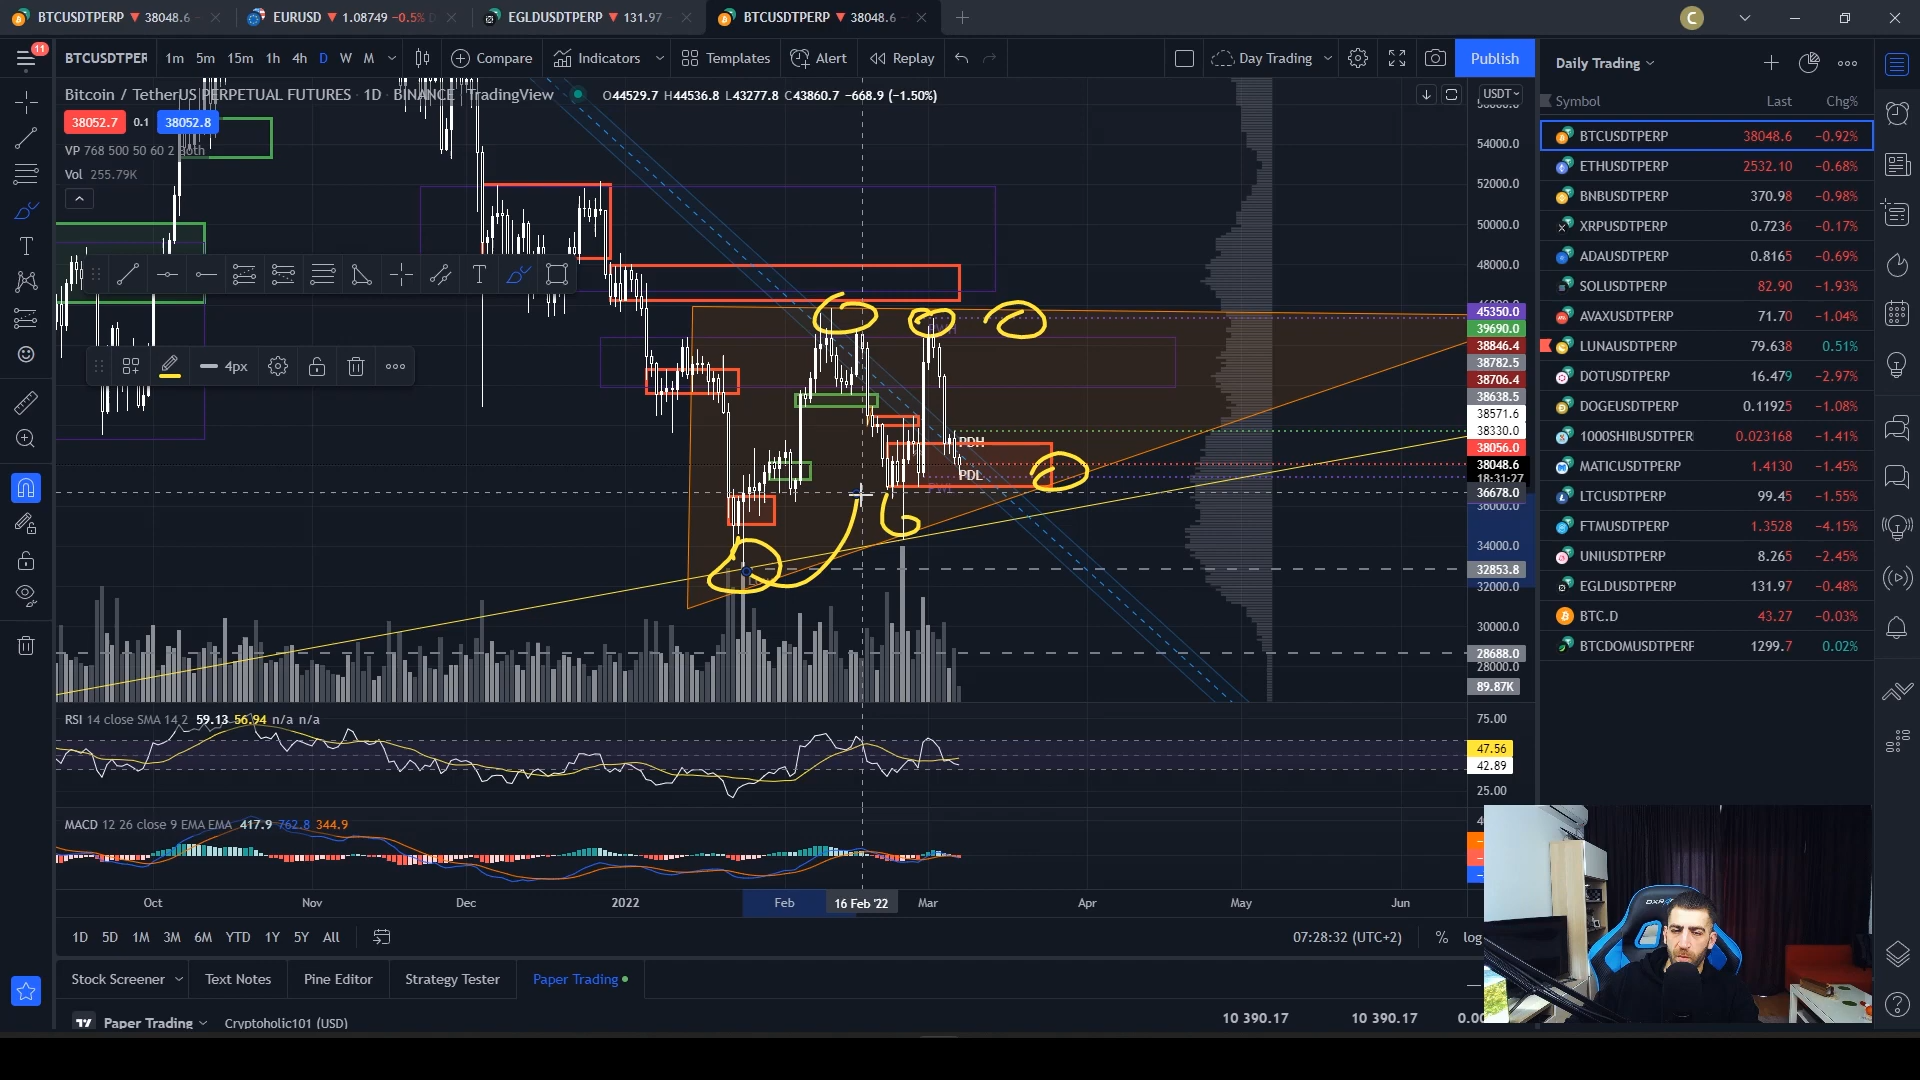 BTCUSDTPERP ▼ 38048.6
EURUSD ▼ 1.08749 −0.5%
EGLDUSDTPERP ▼ 131.97
BTCUSDTPERP ▼ 38048.6
C
11
BTCUSDTPER 1m 5m 15m 1h 4h D W M Compare Indicators Templates Alert Replay Day Trading Publish
Bitcoin / TetherUS PERPETUAL FUTURES · 1D · BINANCE · TradingView O44529.7 H44536.8 L43277.8 C43860.7 −668.9 (−1.50%)
38052.7 0.1 38052.8
VP 768 500 50 60 2 Both
Vol 255.79K
4px
PDH
PDL
USDT
54000.0
52000.0
50000.0
48000.0
45350.0
39690.0
38846.4
38782.5
38706.4
38638.5
38571.6
38330.0
38056.0
38048.6
18:31:27
36678.0
36000.0
34000.0
32853.8
32000.0
30000.0
28688.0
28000.0
89.87K
RSI 14 close SMA 14 2 59.13 56.94 n/a n/a
75.00
47.56
42.89
25.00
MACD 12 26 close 9 EMA EMA 417.9 762.8 344.9
Oct Nov Dec 2022 Feb 16 Feb '22 Mar Apr May Jun
1D 5D 1M 3M 6M YTD 1Y 5Y All 07:28:32 (UTC+2) % log
Stock Screener Text Notes Pine Editor Strategy Tester Paper Trading
Paper Trading Cryptoholic101 (USD) 10 390.17 10 390.17
Daily Trading
Symbol Last Chg%
BTCUSDTPERP 38048.6 −0.92%
ETHUSDTPERP 2532.10 −0.68%
BNBUSDTPERP 370.98 −0.98%
XRPUSDTPERP 0.7236 −0.17%
ADAUSDTPERP 0.8165 −0.69%
SOLUSDTPERP 82.90 −1.93%
AVAXUSDTPERP 71.70 −1.04%
LUNAUSDTPERP 79.638 0.51%
DOTUSDTPERP 16.479 −2.97%
DOGEUSDTPERP 0.11925 −1.08%
1000SHIBUSDTPER 0.023168 −1.41%
MATICUSDTPERP 1.4130 −1.45%
LTCUSDTPERP 99.45 −1.55%
FTMUSDTPERP 1.3528 −4.15%
UNIUSDTPERP 8.265 −2.45%
EGLDUSDTPERP 131.97 −0.48%
BTC.D 43.27 −0.03%
BTCDOMUSDTPERF 1299.7 0.02%